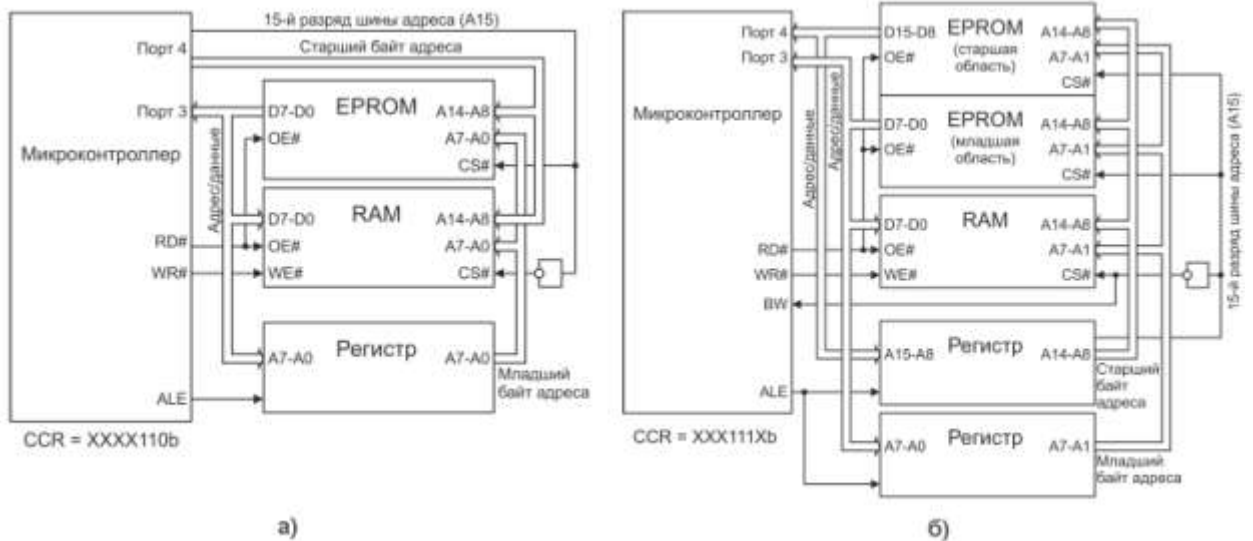 15-й разряд шины адреса (A15)
Порт 4
Старший байт адреса
Порт 3
D7-D0
EPROM
A14-A8
OE#
A7-A0
CS#
Микроконтроллер
Адрес/данные
D7-D0
RAM
A14-A8
RD#
OE#
A7-A0
WR#
WE#
CS#
A7-A0
Регистр
A7-A0
Младший
байт адреса
ALE
CCR = XXXX110b
а)
Порт 4
D15-D8
EPROM
(старшая
область)
A14-A8
Порт 3
OE#
A7-A1
CS#
Микроконтроллер
D7-D0
EPROM
(младшая
область)
A14-A8
OE#
A7-A1
CS#
Адрес/данные
Адрес/данные
15-й разряд шины адреса (A15)
D7-D0
RAM
A14-A8
RD#
OE#
A7-A1
WR#
WE#
CS#
BW
A15-A8
Регистр
A14-A8
Старший
байт
адреса
ALE
A7-A0
Регистр
A7-A1
Младший
байт адреса
CCR = XXX111Xb
б)